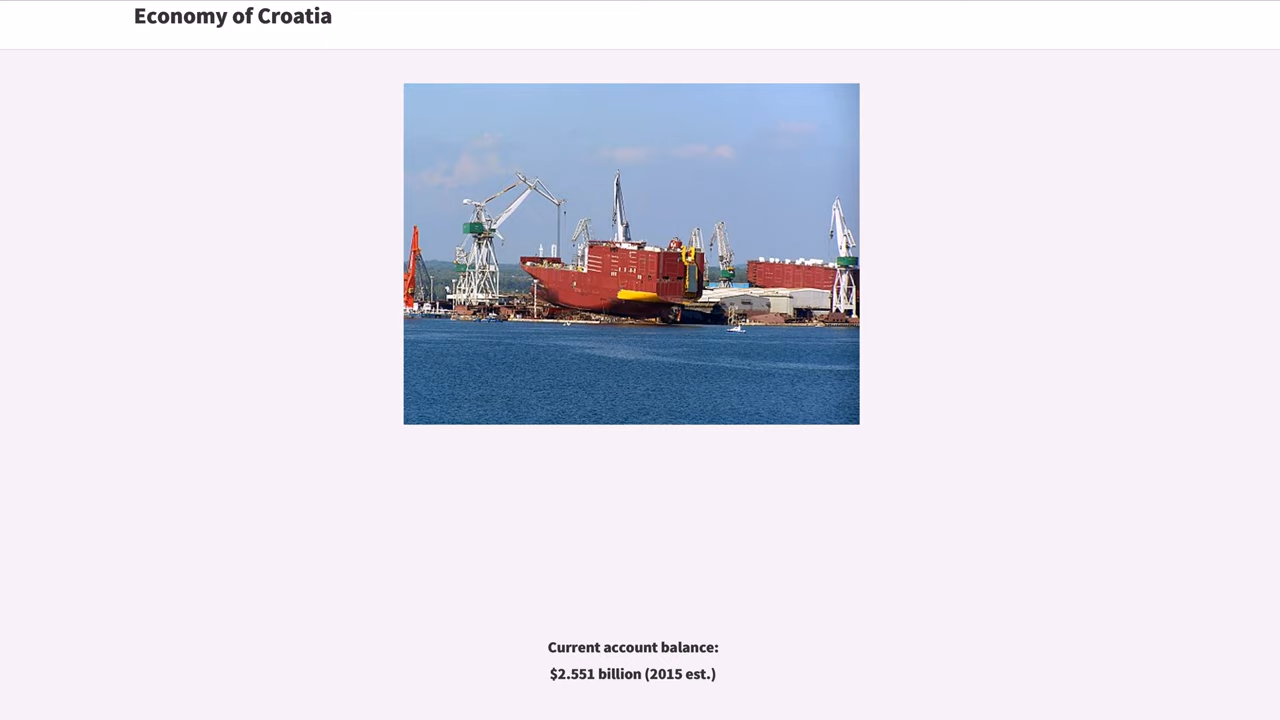 Economy of Croatia
Current account balance:
$2.551 billion (2015 est.)